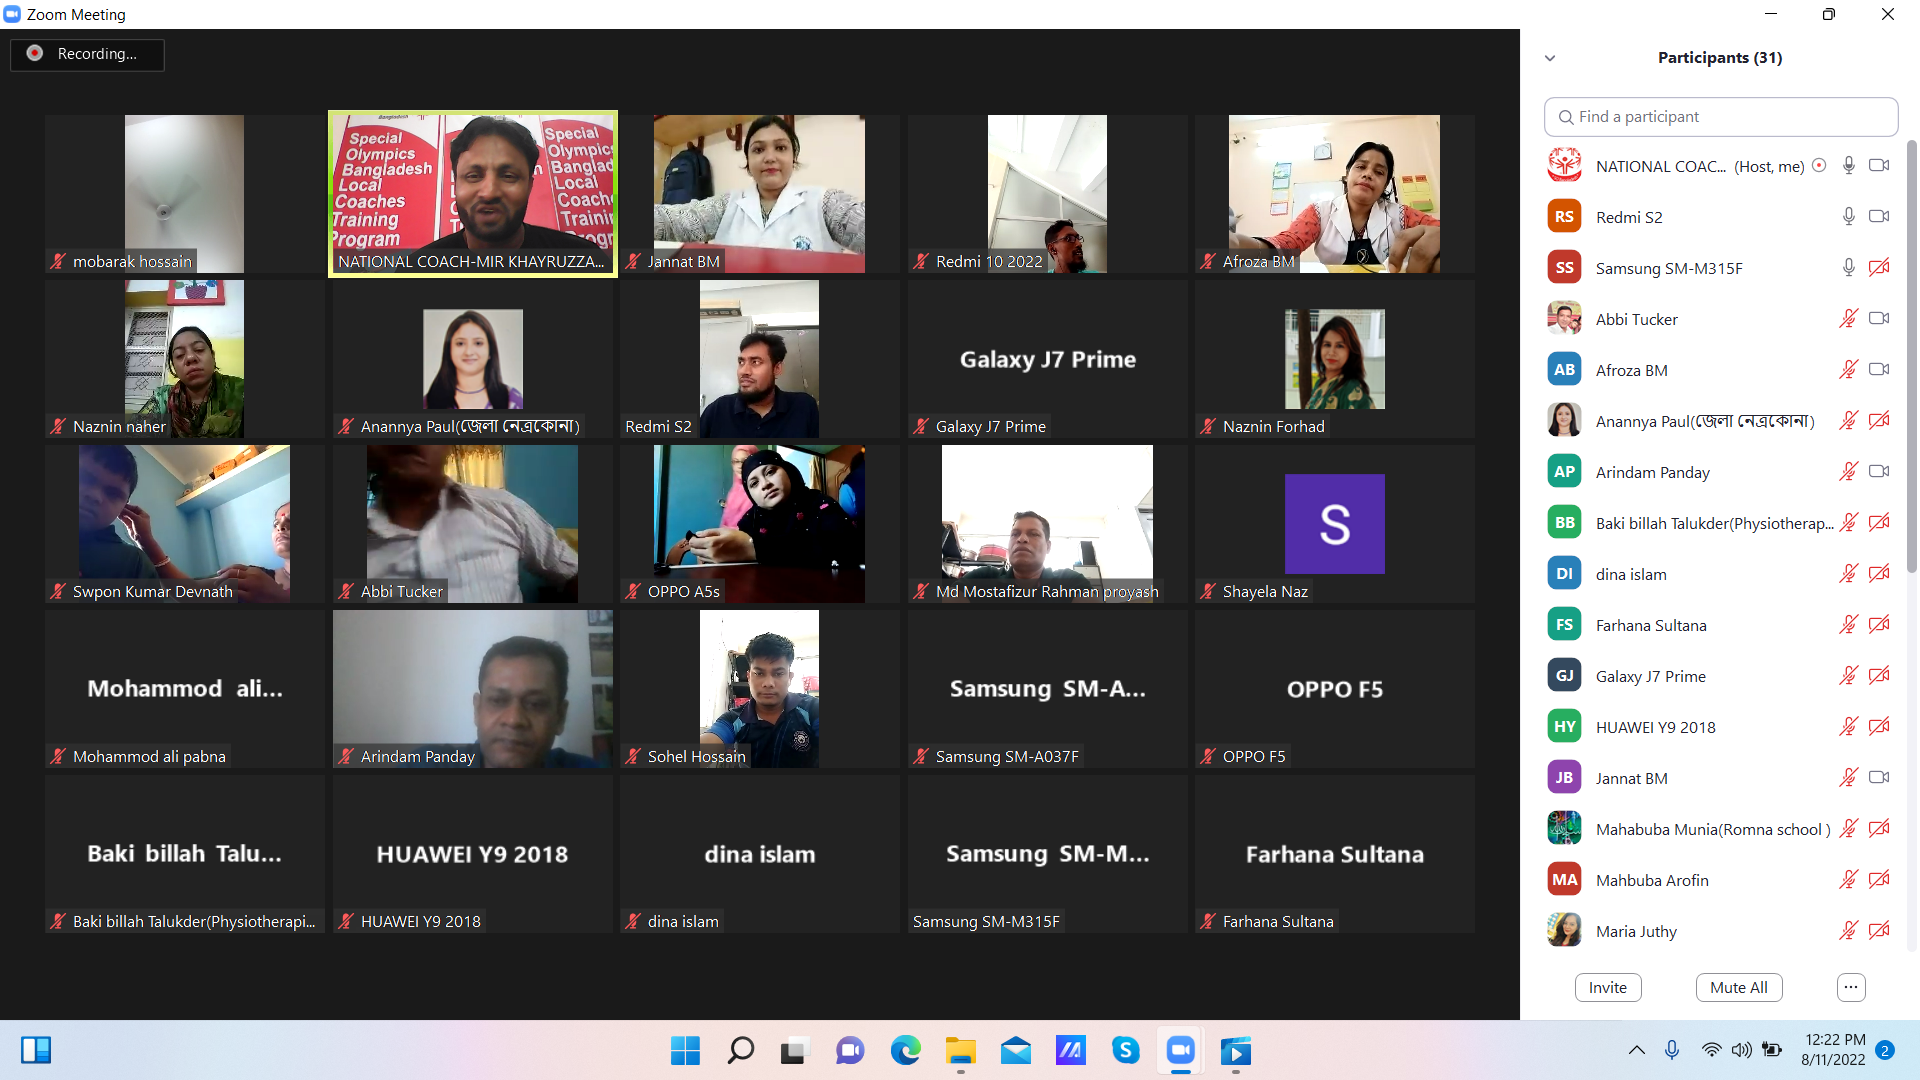 Zoom Meeting
Recording...
Bangladesh
Special
Olympics
Bangladesh
Local
Coaches
Training
Program
Special
Olympics
Local
Coaches
mobarak hossain
NATIONAL COACH-MIR KHAYRUZZA...
Jannat BM
Redmi 10 2022
Afroza BM
Naznin naher
Anannya Paul(জেলা নেত্রকোনা)
Redmi S2
Galaxy J7 Prime
Galaxy J7 Prime
Naznin Forhad
Swpon Kumar Devnath
Abbi Tucker
OPPO A5s
Md Mostafizur Rahman proyash
S
Shayela Naz
Mohammod ali...
Mohammod ali pabna
Arindam Panday
Sohel Hossain
Samsung SM-A...
Samsung SM-A037F
OPPO F5
OPPO F5
Baki billah Talu...
Baki billah Talukder(Physiotherapi...
HUAWEI Y9 2018
HUAWEI Y9 2018
dina islam
dina islam
Samsung SM-M...
Samsung SM-M315F
Farhana Sultana
Farhana Sultana
Participants (31)
Find a participant
NATIONAL COAC... (Host, me)
RS Redmi S2
SS Samsung SM-M315F
Abbi Tucker
AB Afroza BM
Anannya Paul(জেলা নেত্রকোনা)
AP Arindam Panday
BB Baki billah Talukder(Physiotherap...
DI dina islam
FS Farhana Sultana
GJ Galaxy J7 Prime
HY HUAWEI Y9 2018
JB Jannat BM
Mahabuba Munia(Romna school )
MA Mahbuba Arofin
Maria Juthy
Invite Mute All ...
12:22 PM
8/11/2022 2